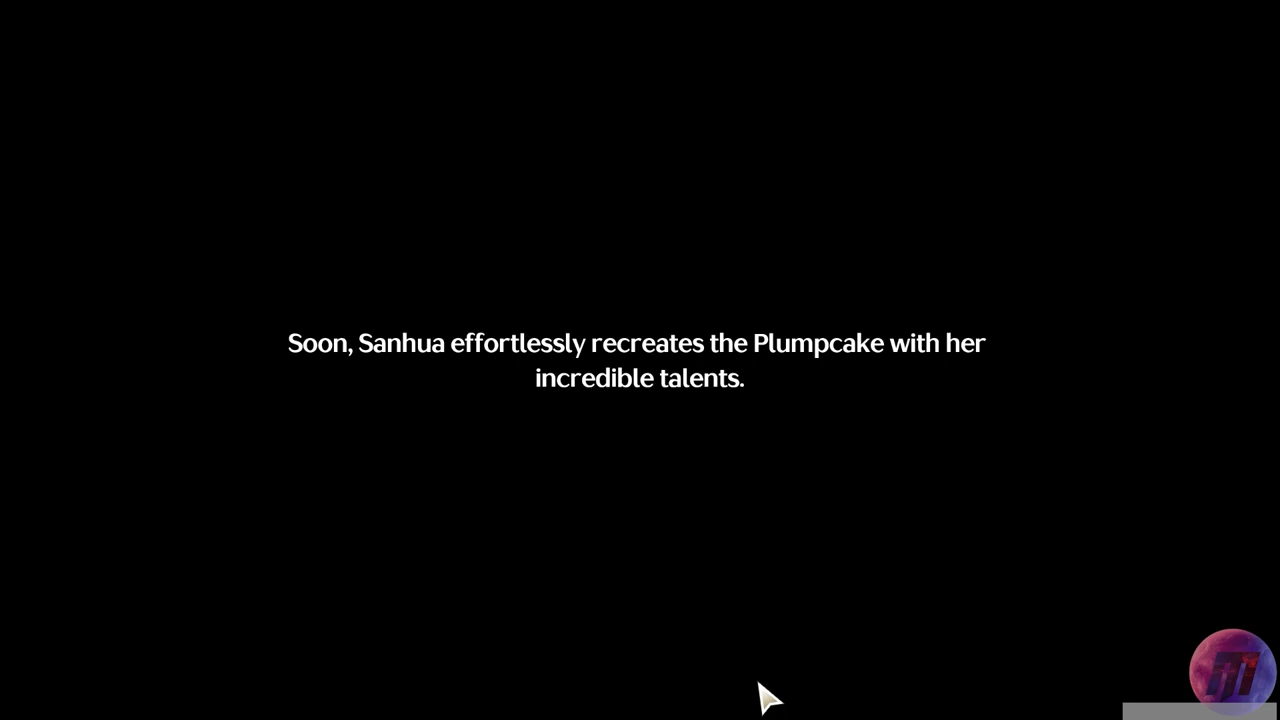 Soon, Sanhua effortlessly recreates the Plumpcake with her
incredible talents.